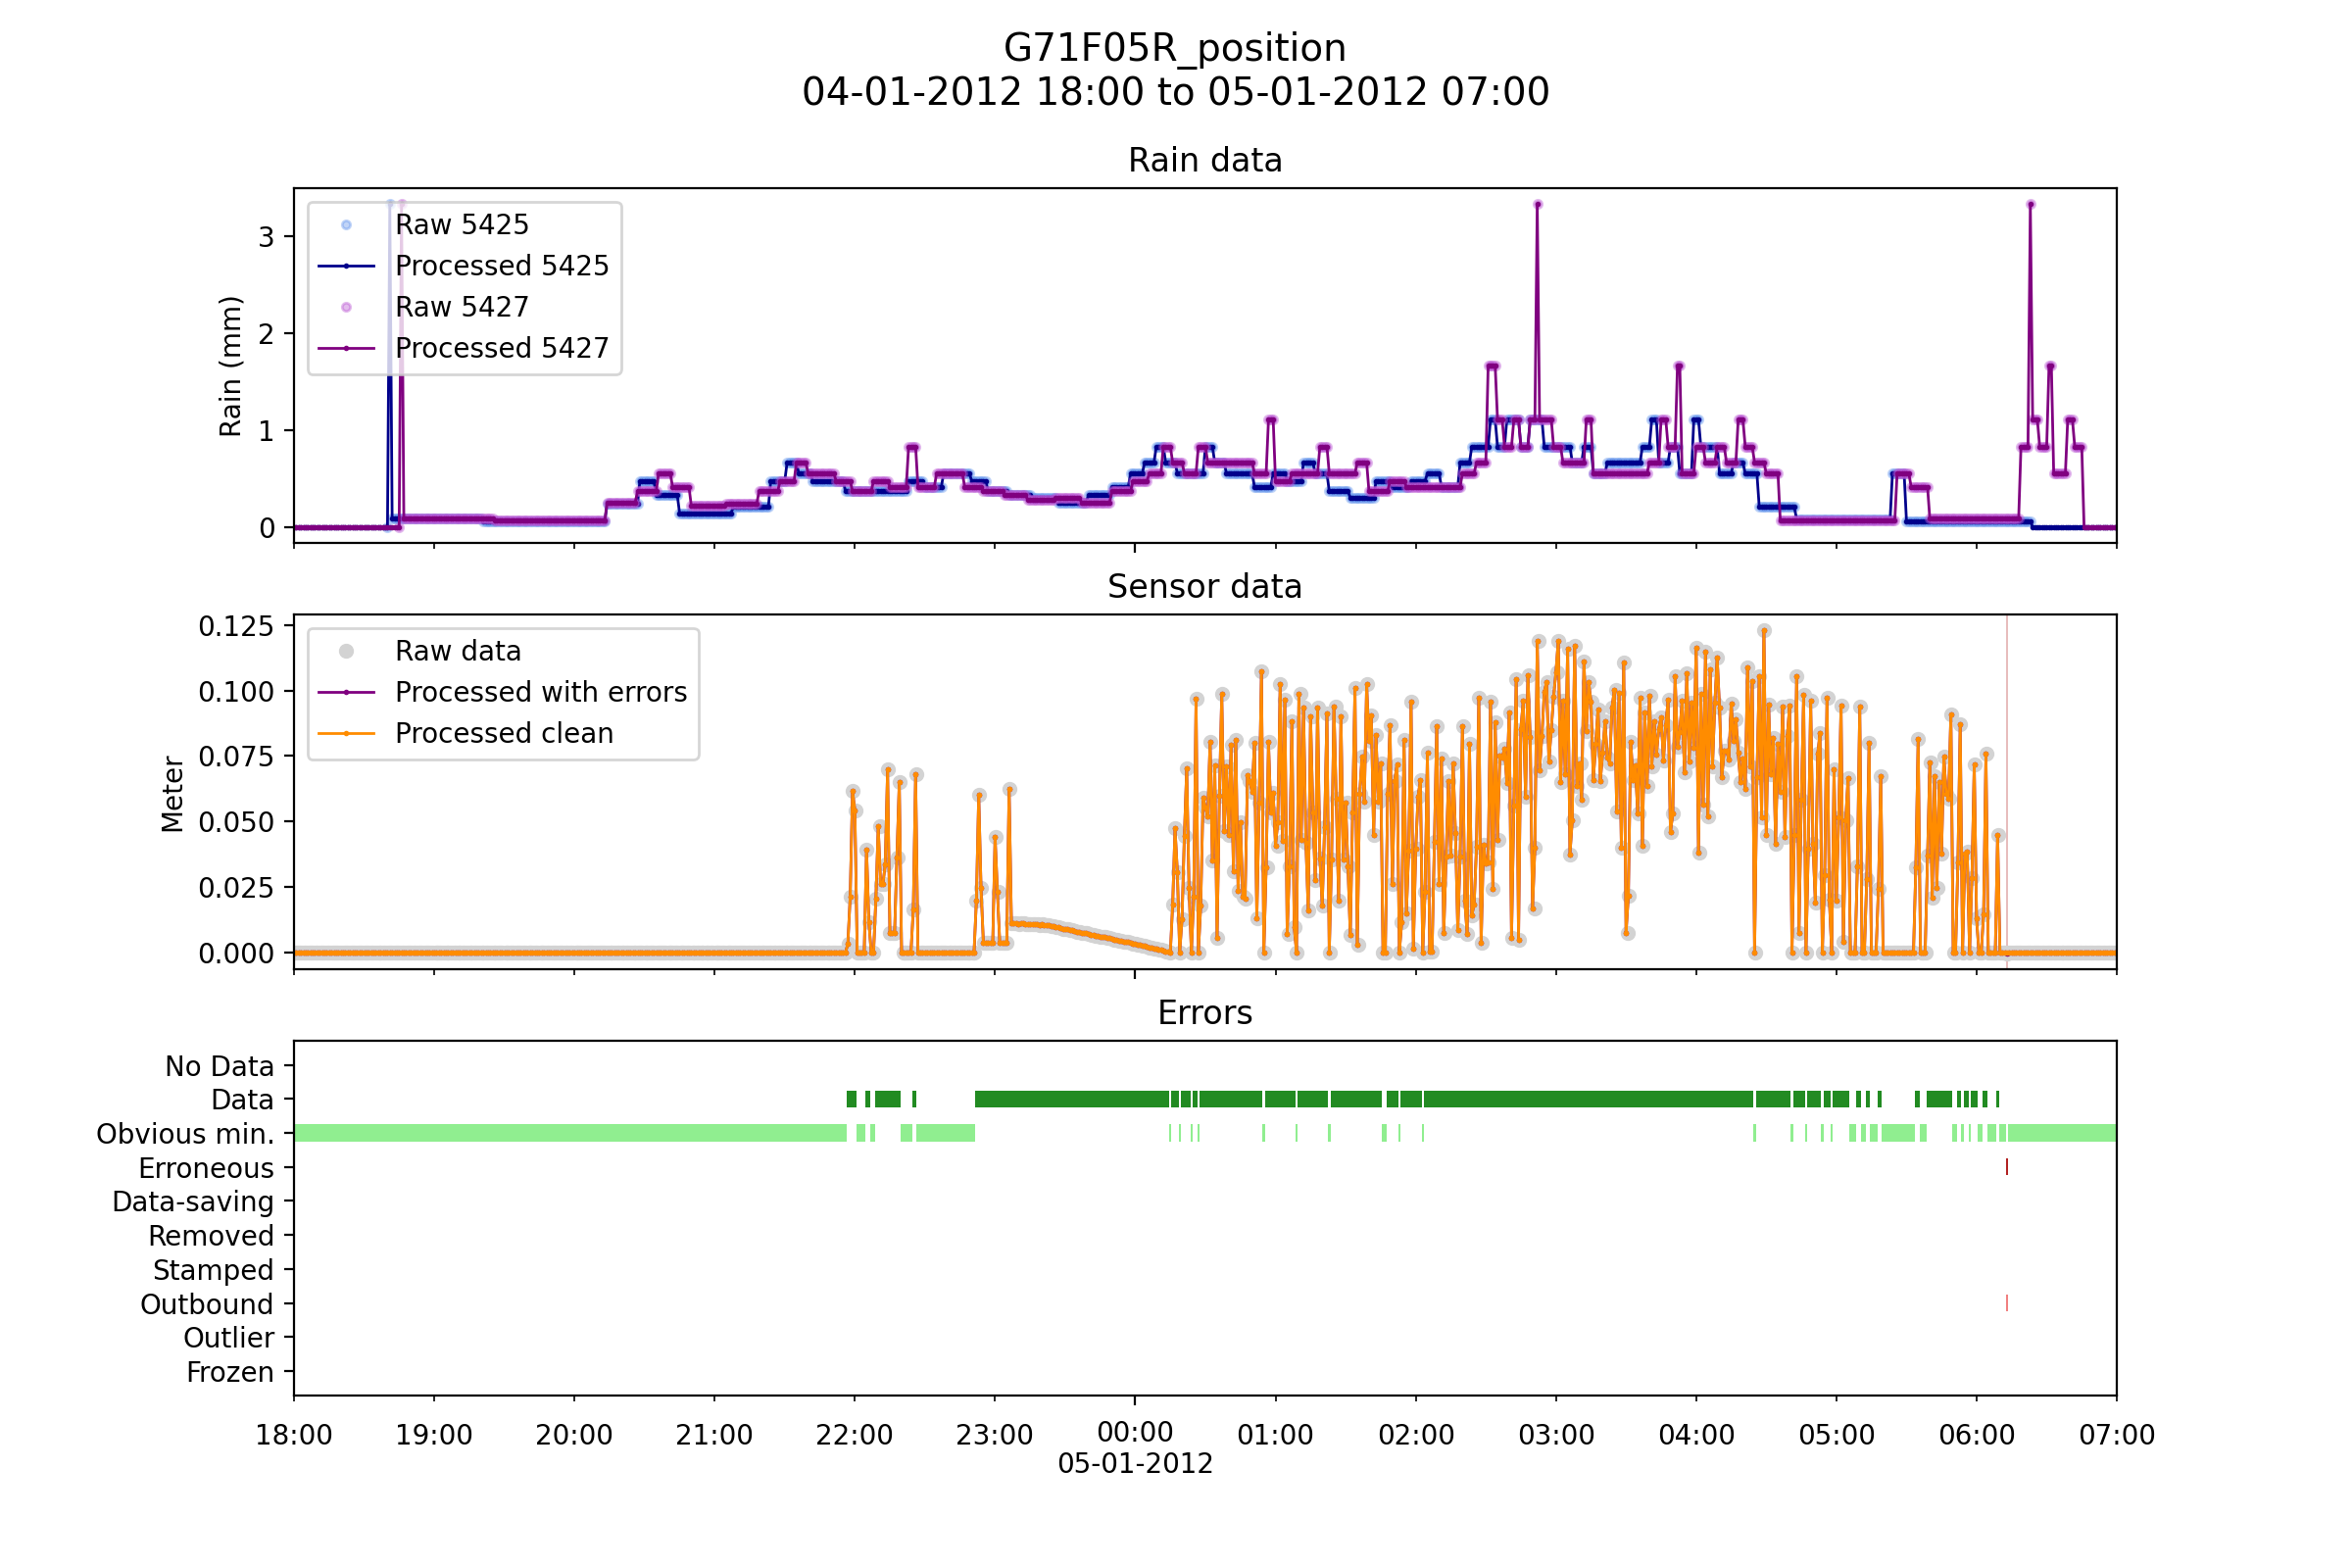 G71F05R_position
04-01-2012 18:00 to 05-01-2012 07:00
Rain data
Rain (mm)
3
2
1
0
Raw 5425
Processed 5425
Raw 5427
Processed 5427
Sensor data
Meter
0.125
0.100
0.075
0.050
0.025
0.000
Raw data
Processed with errors
Processed clean
Errors
No Data
Data
Obvious min.
Erroneous
Data-saving
Removed
Stamped
Outbound
Outlier
Frozen
18:00 19:00 20:00 21:00 22:00 23:00 00:00 01:00 02:00 03:00 04:00 05:00 06:00 07:00
05-01-2012